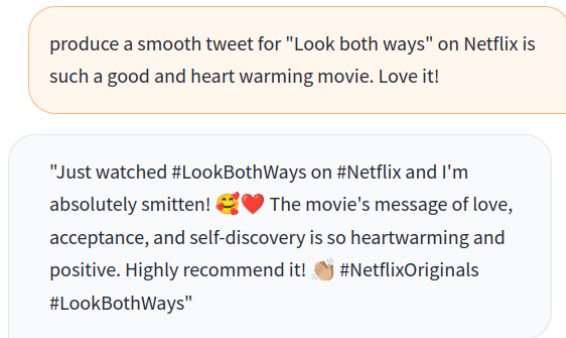 produce a smooth tweet for "Look both ways" on Netflix is
such a good and heart warming movie. Love it!
"Just watched #LookBothWays on #Netflix and I'm
absolutely smitten! 🥰❤️ The movie's message of love,
acceptance, and self-discovery is so heartwarming and
positive. Highly recommend it! 👏🏼 #NetflixOriginals
#LookBothWays"